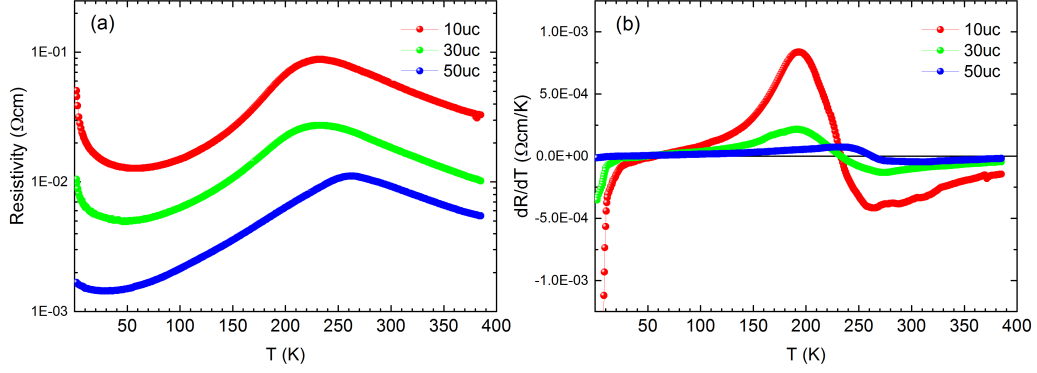 (a)
10uc
30uc
50uc
1E-01
1E-02
1E-03
Resistivity (Ωcm)
50 100 150 200 250 300 350 400
T (K)
(b)
10uc
30uc
50uc
1.0E-03
5.0E-04
0.0E+00
-5.0E-04
-1.0E-03
dR/dT (Ωcm/K)
50 100 150 200 250 300 350 400
T (K)